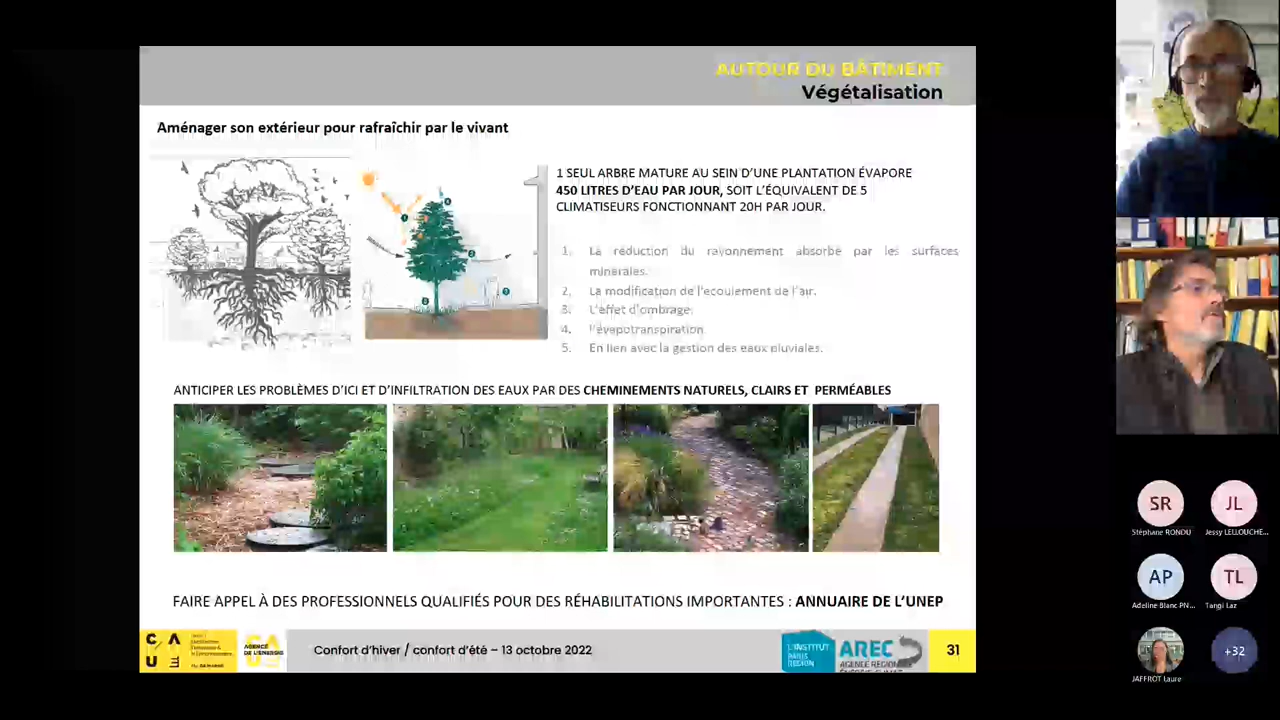 AUTOUR DU BÂTIMENT
Végétalisation
Aménager son extérieur pour rafraîchir par le vivant
1 SEUL ARBRE MATURE AU SEIN D'UNE PLANTATION ÉVAPORE
450 LITRES D'EAU PAR JOUR, SOIT L'ÉQUIVALENT DE 5
CLIMATISEURS FONCTIONNANT 20H PAR JOUR.
1. La réduction du rayonnement absorbé par les surfaces
minérales.
2. La modification de l'écoulement de l'air.
3. L'effet d'ombrage.
4. l'évapotranspiration
5. En lien avec la gestion des eaux pluviales.
ANTICIPER LES PROBLÈMES D'ICI ET D'INFILTRATION DES EAUX PAR DES CHEMINEMENTS NATURELS, CLAIRS ET PERMÉABLES
FAIRE APPEL À DES PROFESSIONNELS QUALIFIÉS POUR DES RÉHABILITATIONS IMPORTANTES : ANNUAIRE DE L'UNEP
C A
U E
AGENCE
DE L'ÉNERGIE
Confort d'hiver / confort d'été – 13 octobre 2022
L'INSTITUT
PARIS
REGION
AREC
AGENCE RÉGIONALE
ÉNERGIE-CLIMAT
31
SR
JL
Stéphane RONDU
Jessy LELLOUCHE...
AP
TL
Adeline Blanc PN...
Tangi Laz
+32
JAFFROT Laure